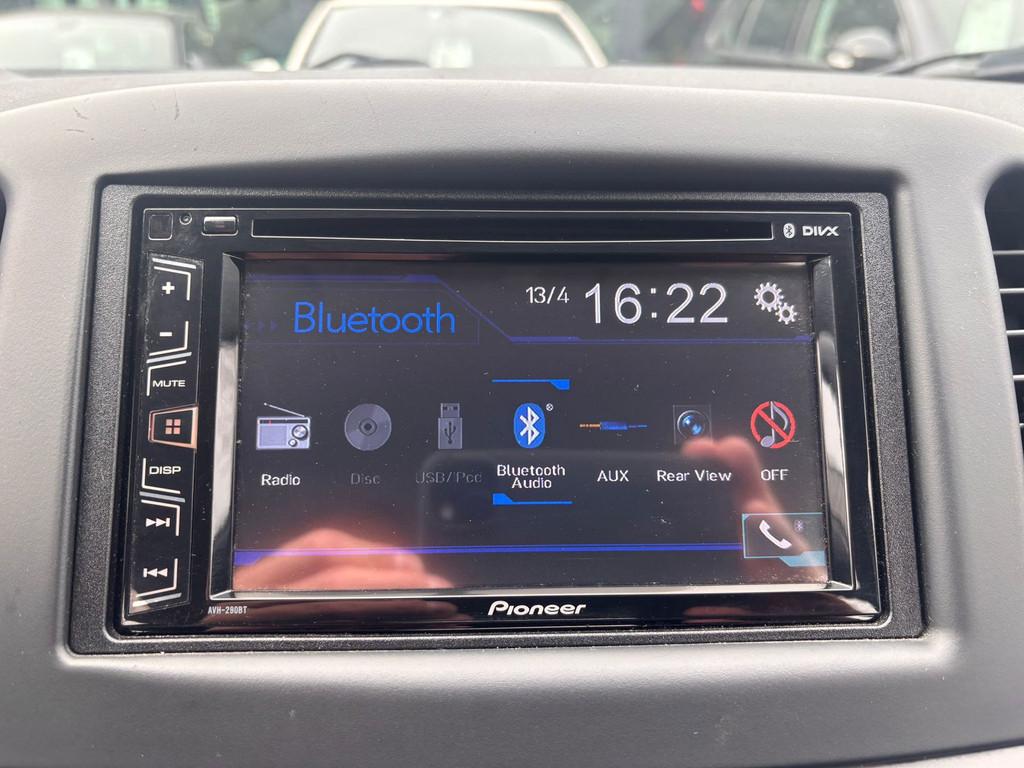 DIVX
+
-
MUTE
DISP
Bluetooth
13/4 16:22
Radio
Disc
USB/iPod
Bluetooth
Audio
AUX
Rear View
OFF
AVH-290BT
Pioneer